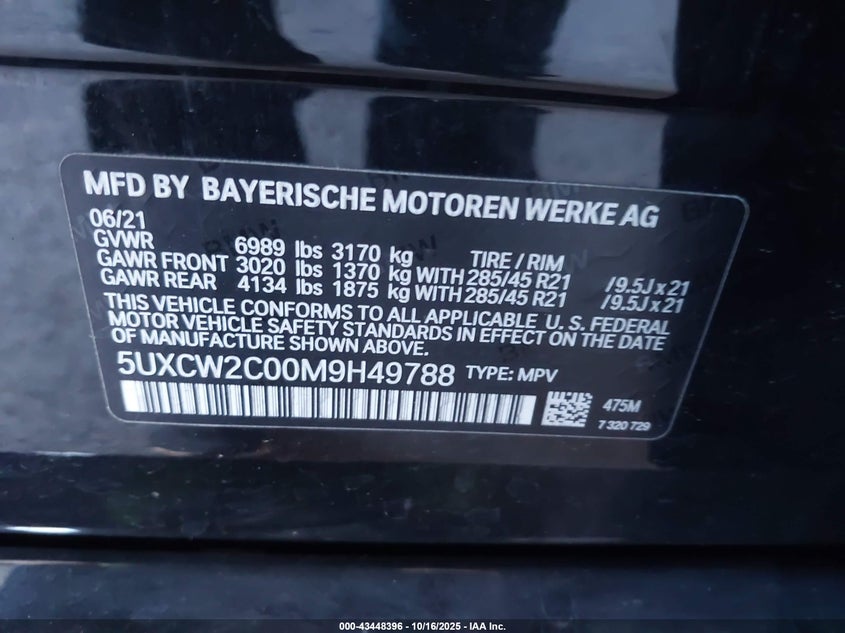 MFD BY BAYERISCHE MOTOREN WERKE AG
06/21
GVWR 6989 lbs 3170 kg TIRE / RIM
GAWR FRONT 3020 lbs 1370 kg WITH 285/45 R21 /9.5J x 21
GAWR REAR 4134 lbs 1875 kg WITH 285/45 R21 /9.5J x 21
THIS VEHICLE CONFORMS TO ALL APPLICABLE U. S. FEDERAL
MOTOR VEHICLE SAFETY STANDARDS IN EFFECT ON THE DATE
OF MANUFACTURE SHOWN ABOVE.
5UXCW2C00M9H49788 TYPE: MPV
475M
7 320 729
000-43448396 - 10/16/2025 - IAA Inc.